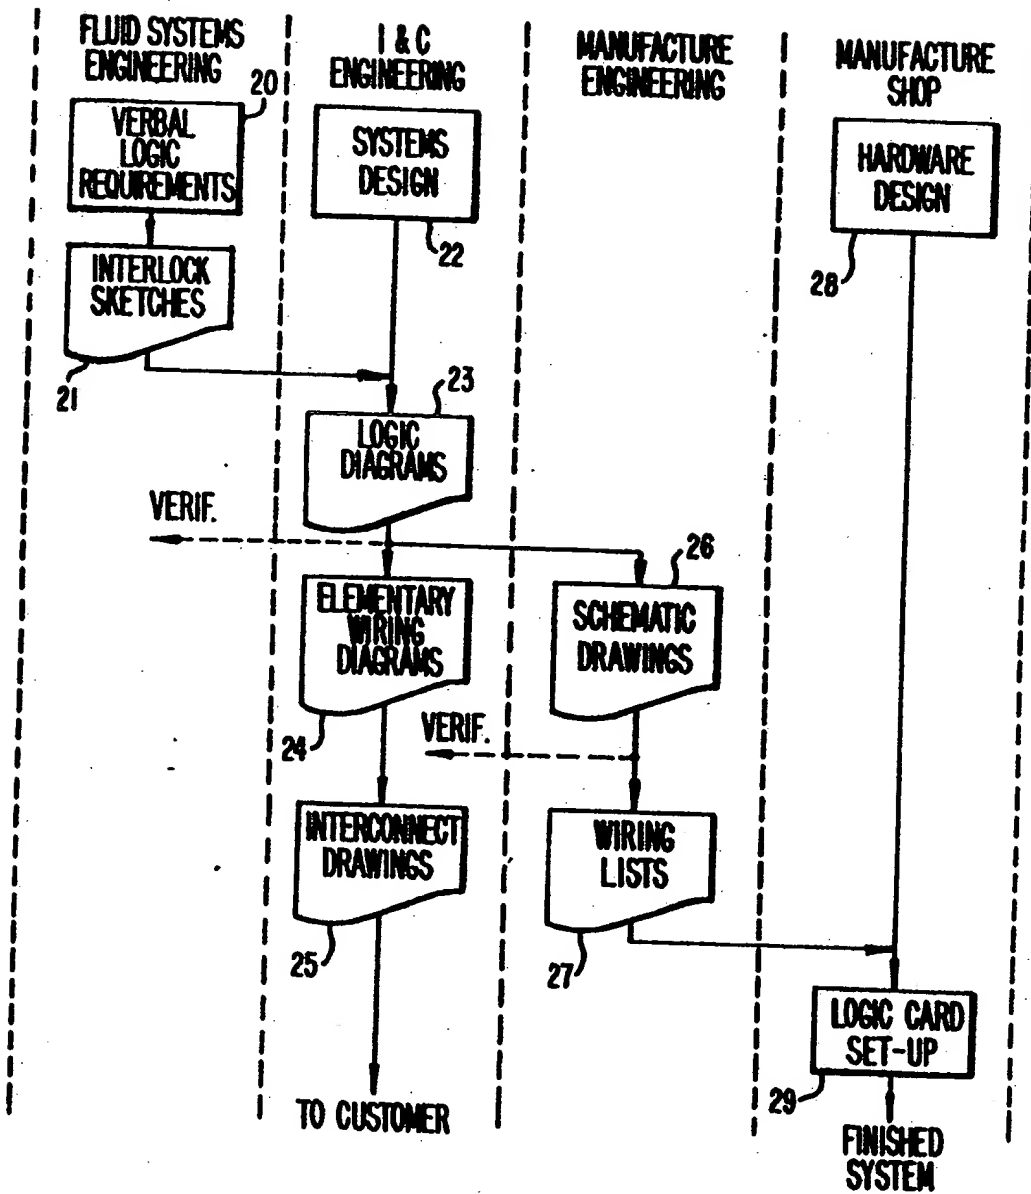 FLUID SYSTEMS
ENGINEERING
I & C
ENGINEERING
MANUFACTURE
ENGINEERING
MANUFACTURE
SHOP
20
VERBAL
LOGIC
REQUIREMENTS
SYSTEMS
DESIGN
22
HARDWARE
DESIGN
28
INTERLOCK
SKETCHES
21
23
LOGIC
DIAGRAMS
VERIF.
26
ELEMENTARY
WIRING
DIAGRAMS
24
SCHEMATIC
DRAWINGS
VERIF.
INTERCONNECT
DRAWINGS
25
WIRING
LISTS
27
LOGIC CARD
SET-UP
29
TO CUSTOMER
FINISHED
SYSTEM